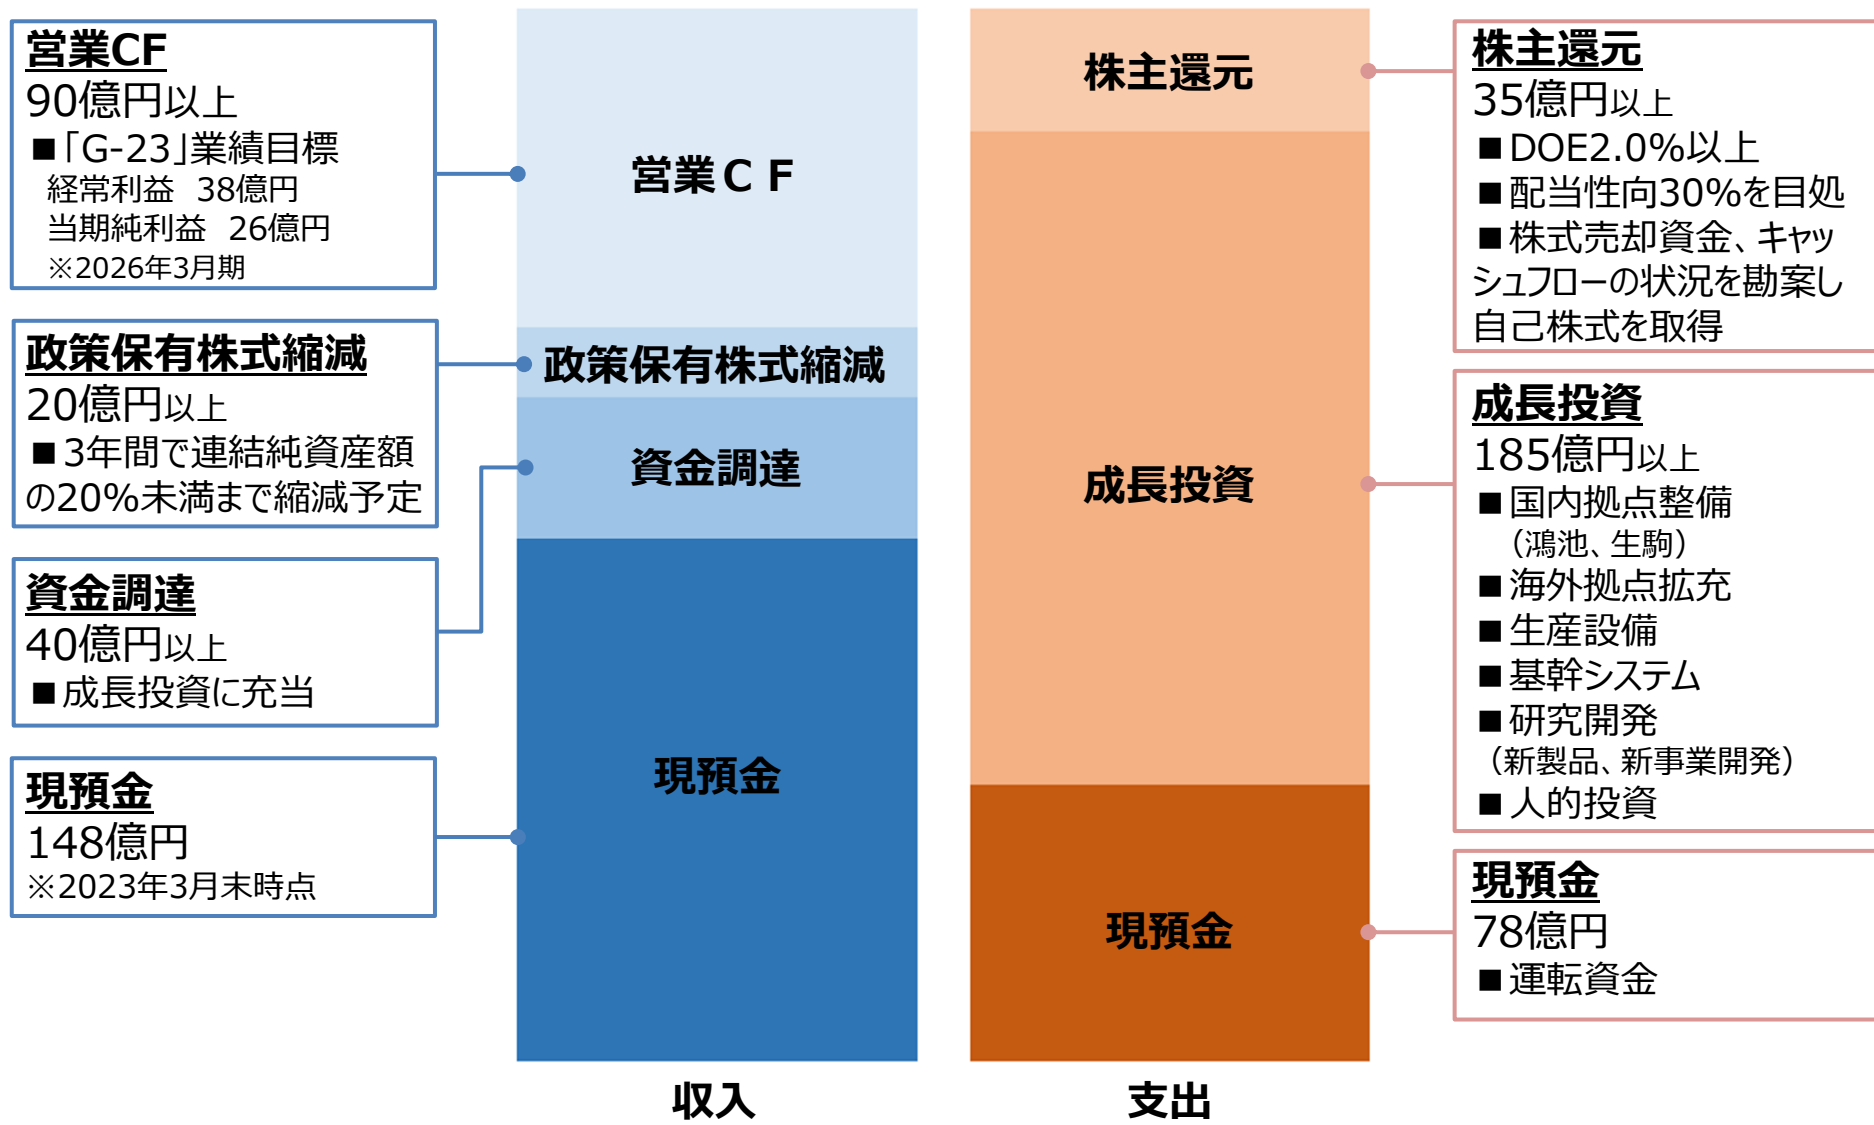 営業CF
90億円以上
■「G-23」業績目標
経常利益 38億円
当期純利益 26億円
※2026年3月期
政策保有株式縮減
20億円以上
■3年間で連結純資産額
の20%未満まで縮減予定
資金調達
40億円以上
■成長投資に充当
現預金
148億円
※2023年3月末時点
営業ＣＦ
政策保有株式縮減
資金調達
現預金
収入
株主還元
成長投資
現預金
支出
株主還元
35億円以上
■DOE2.0%以上
■配当性向30%を目処
■株式売却資金、キャッ
シュフローの状況を勘案し
自己株式を取得
成長投資
185億円以上
■国内拠点整備
（鴻池、生駒）
■海外拠点拡充
■生産設備
■基幹システム
■研究開発
（新製品、新事業開発）
■人的投資
現預金
78億円
■運転資金